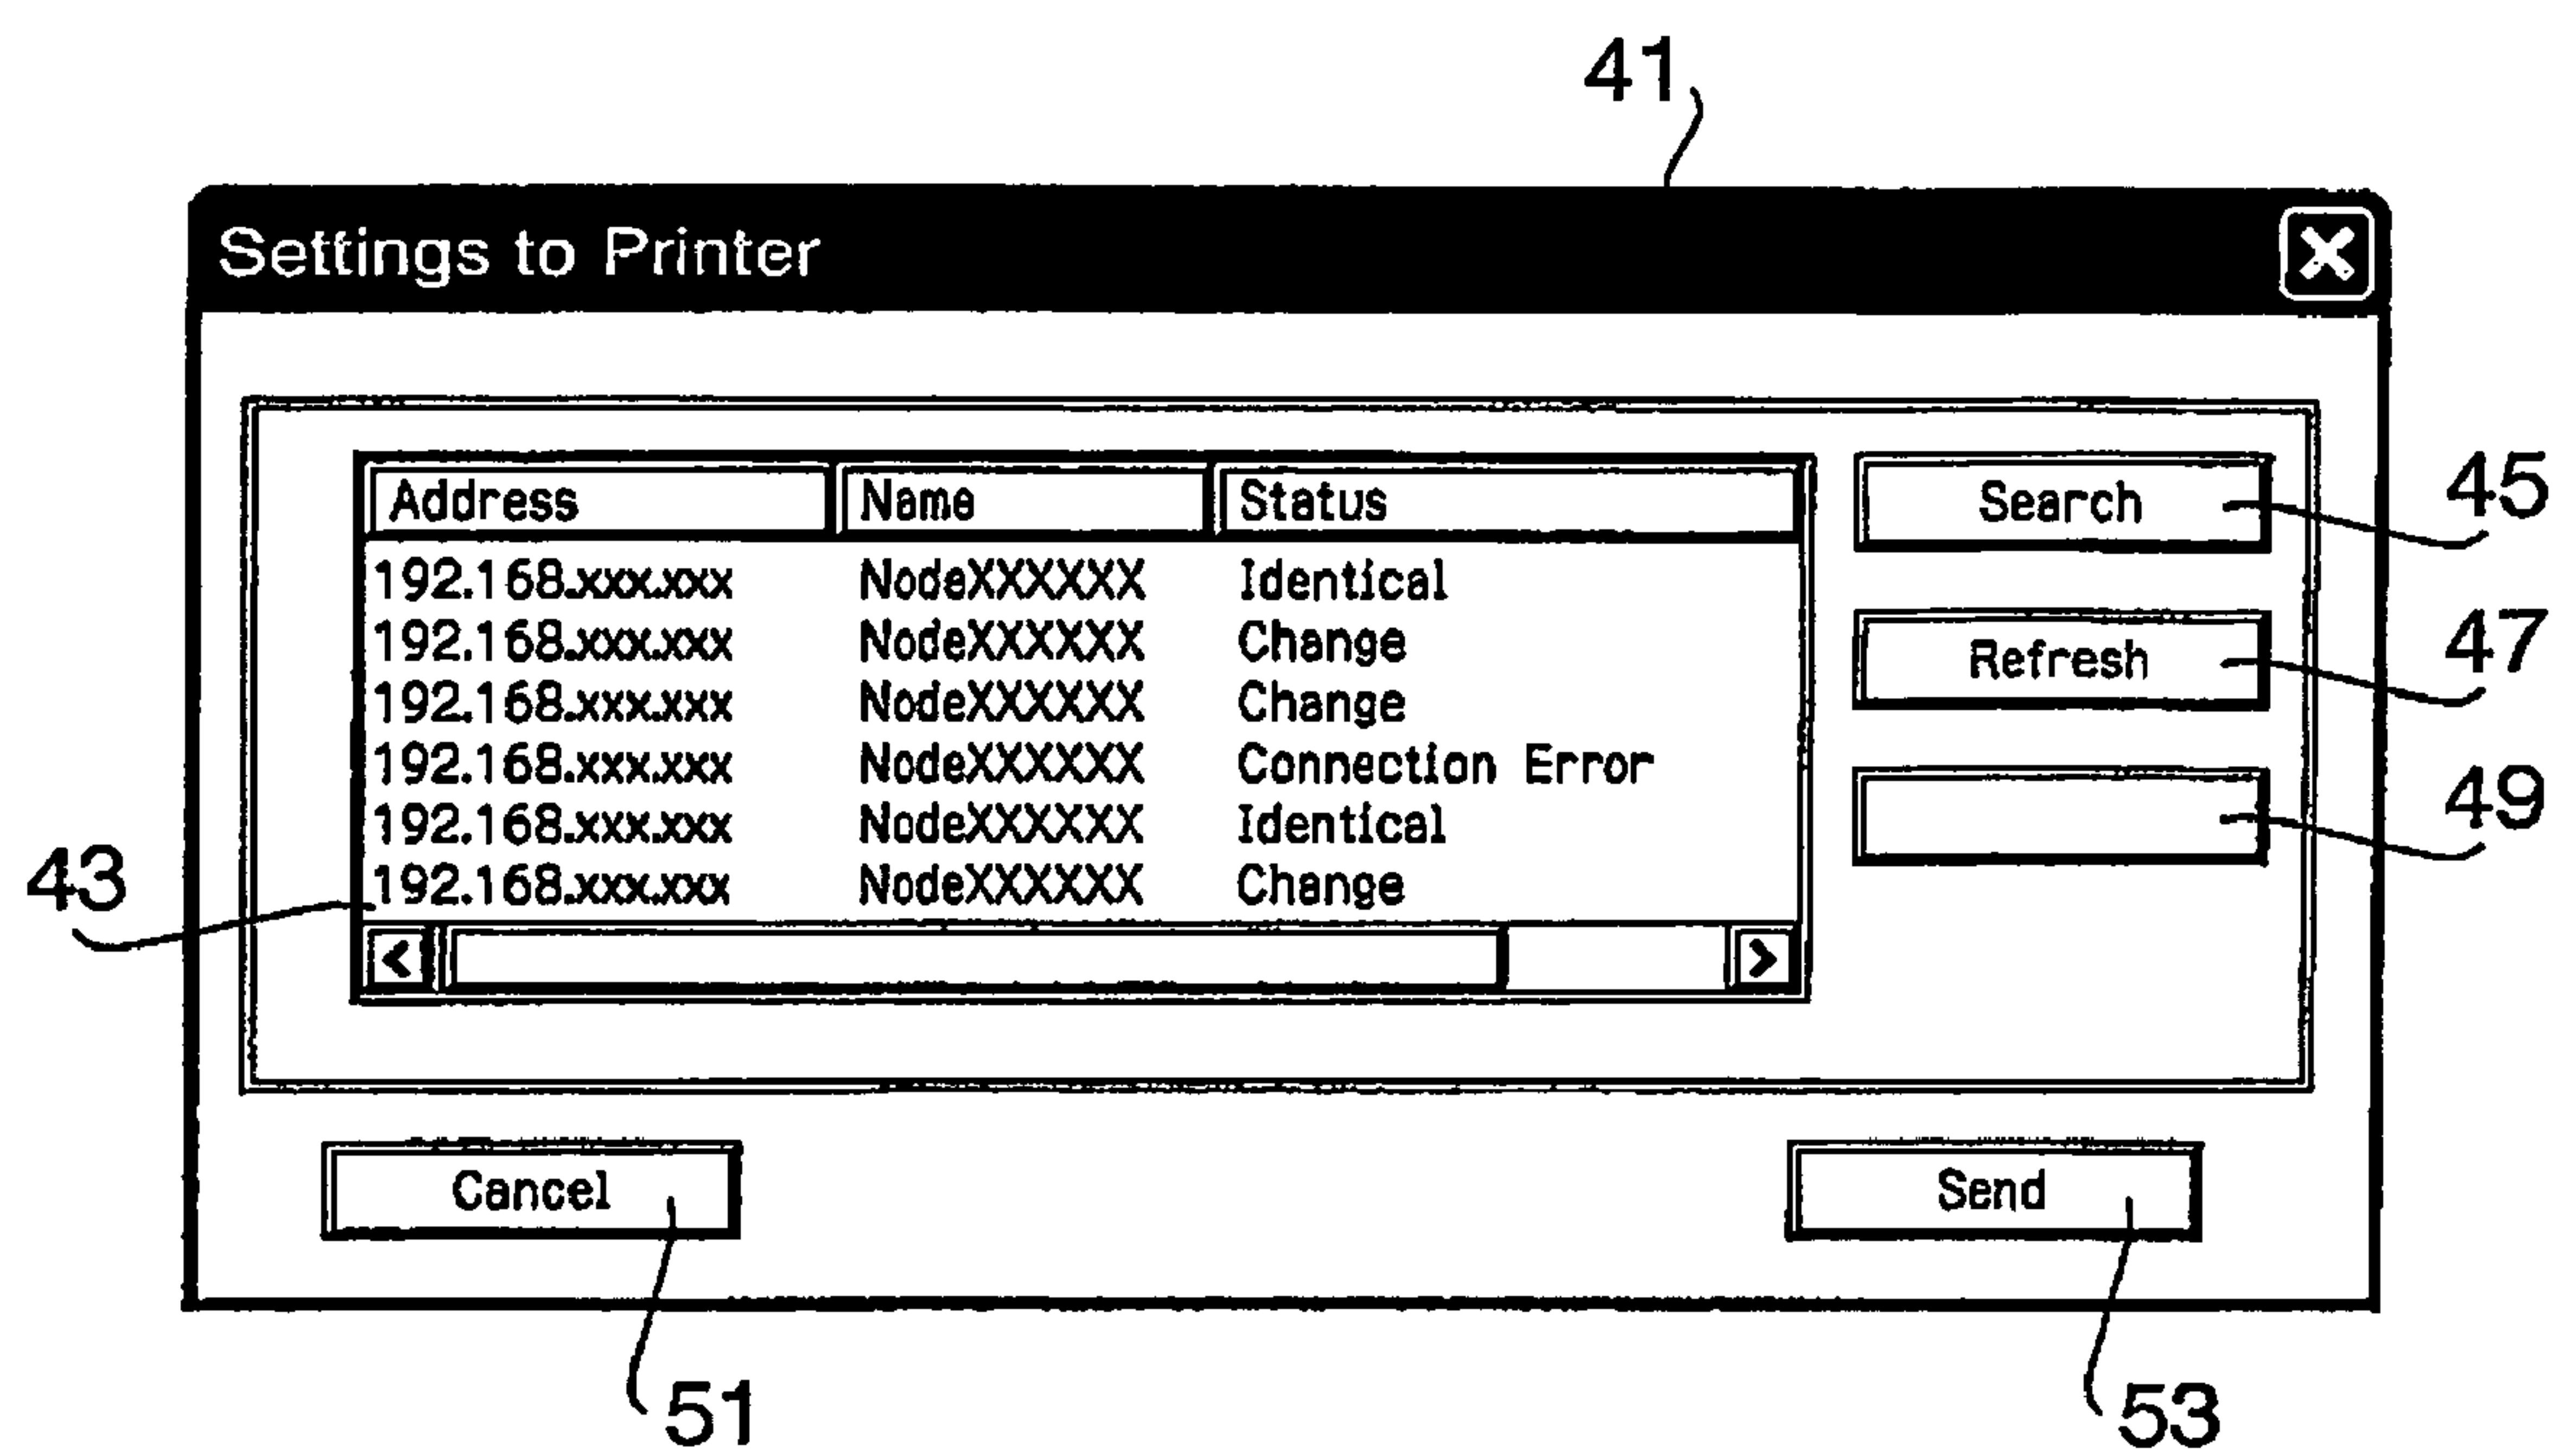 41
Settings to Printer
Address Name Status
192.168.xxx.xxx NodeXXXXXX Identical
192.168.xxx.xxx NodeXXXXXX Change
192.168.xxx.xxx NodeXXXXXX Change
192.168.xxx.xxx NodeXXXXXX Connection Error
192.168.xxx.xxx NodeXXXXXX Identical
192.168.xxx.xxx NodeXXXXXX Change
Search
45
Refresh
47
49
43
Cancel
Send
51
53